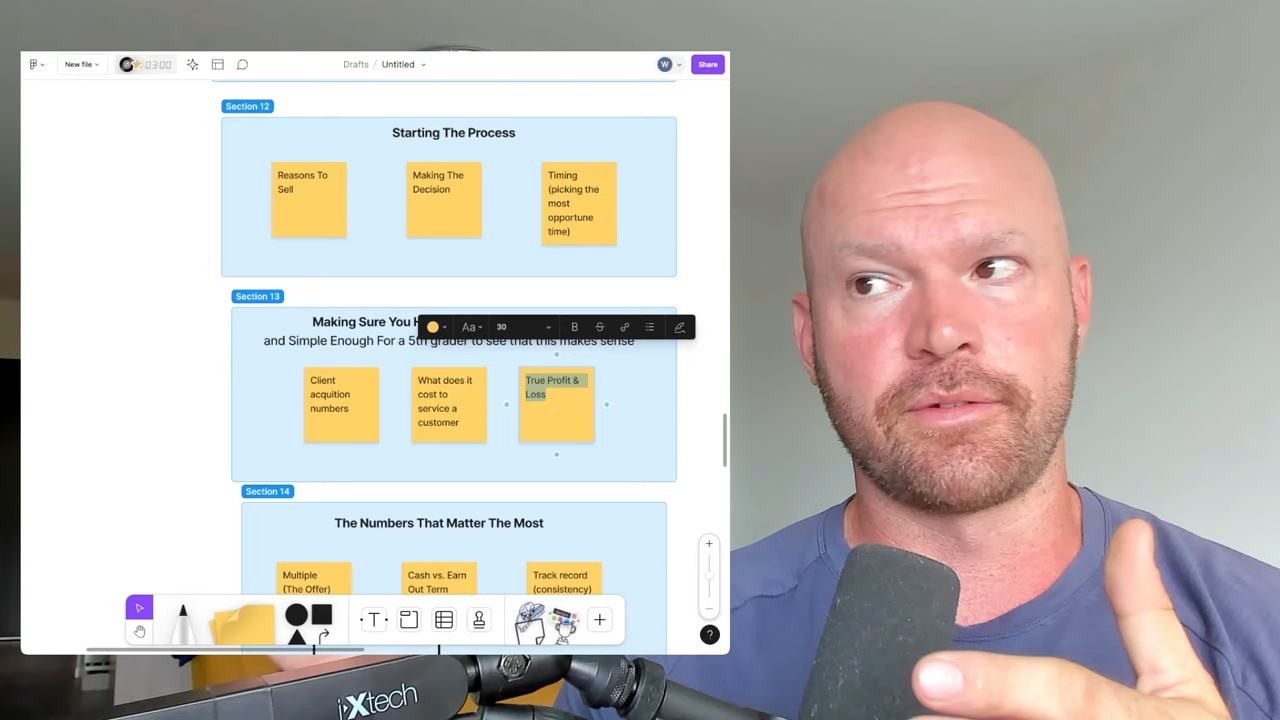 New file
03:00
Drafts / Untitled
W
Share
Section 12
Starting The Process
Reasons To
Sell
Making The
Decision
Timing
(picking the
most
opportune
time)
Section 13
Making Sure You
Aa
30
B
S
and Simple Enough For a 5th grader to see that this makes sense
Client
acquition
numbers
What does it
cost to
service a
customer
True Profit &
Loss
Section 14
The Numbers That Matter The Most
Multiple
(The Offer)
Cash vs. Earn
Out Term
Track record
(consistency)
T
?
iXtech